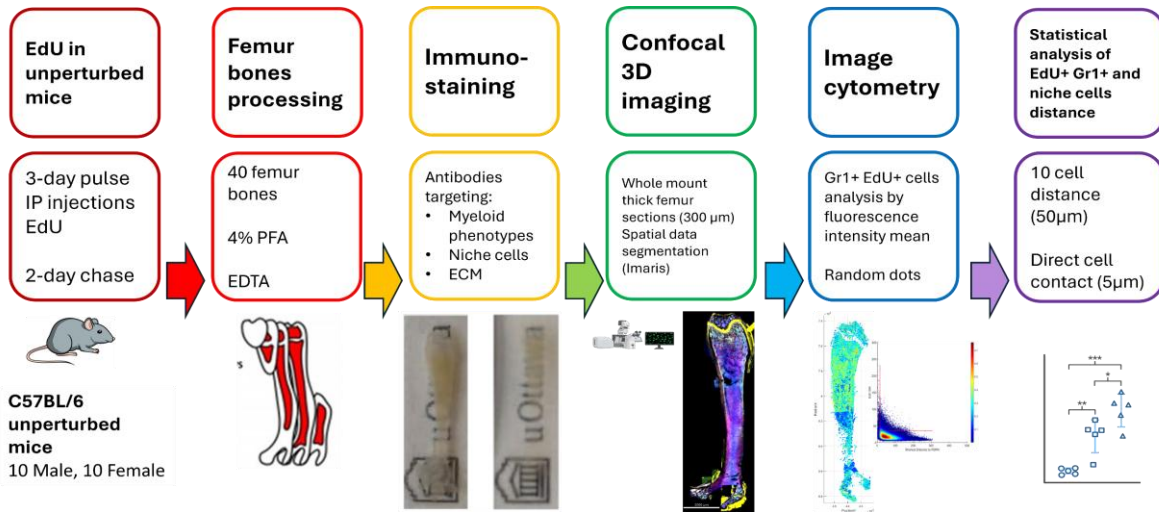 EdU in
unperturbed
mice
Femur
bones
processing
Immuno-
staining
Confocal
3D
imaging
Image
cytometry
Statistical
analysis of
EdU+ Gr1+ and
niche cells
distance
3-day pulse
IP injections
EdU
2-day chase
40 femur
bones
4% PFA
EDTA
Antibodies
targeting:
• Myeloid
phenotypes
• Niche cells
• ECM
Whole mount
thick femur
sections (300 µm)
Spatial data
segmentation
(Imaris)
Gr1+ EdU+ cells
analysis by
fluorescence
intensity mean
Random dots
10 cell
distance
(50µm)
Direct cell
contact (5µm)
C57BL/6
unperturbed
mice
10 Male, 10 Female
s
uOttawa
***
*
**